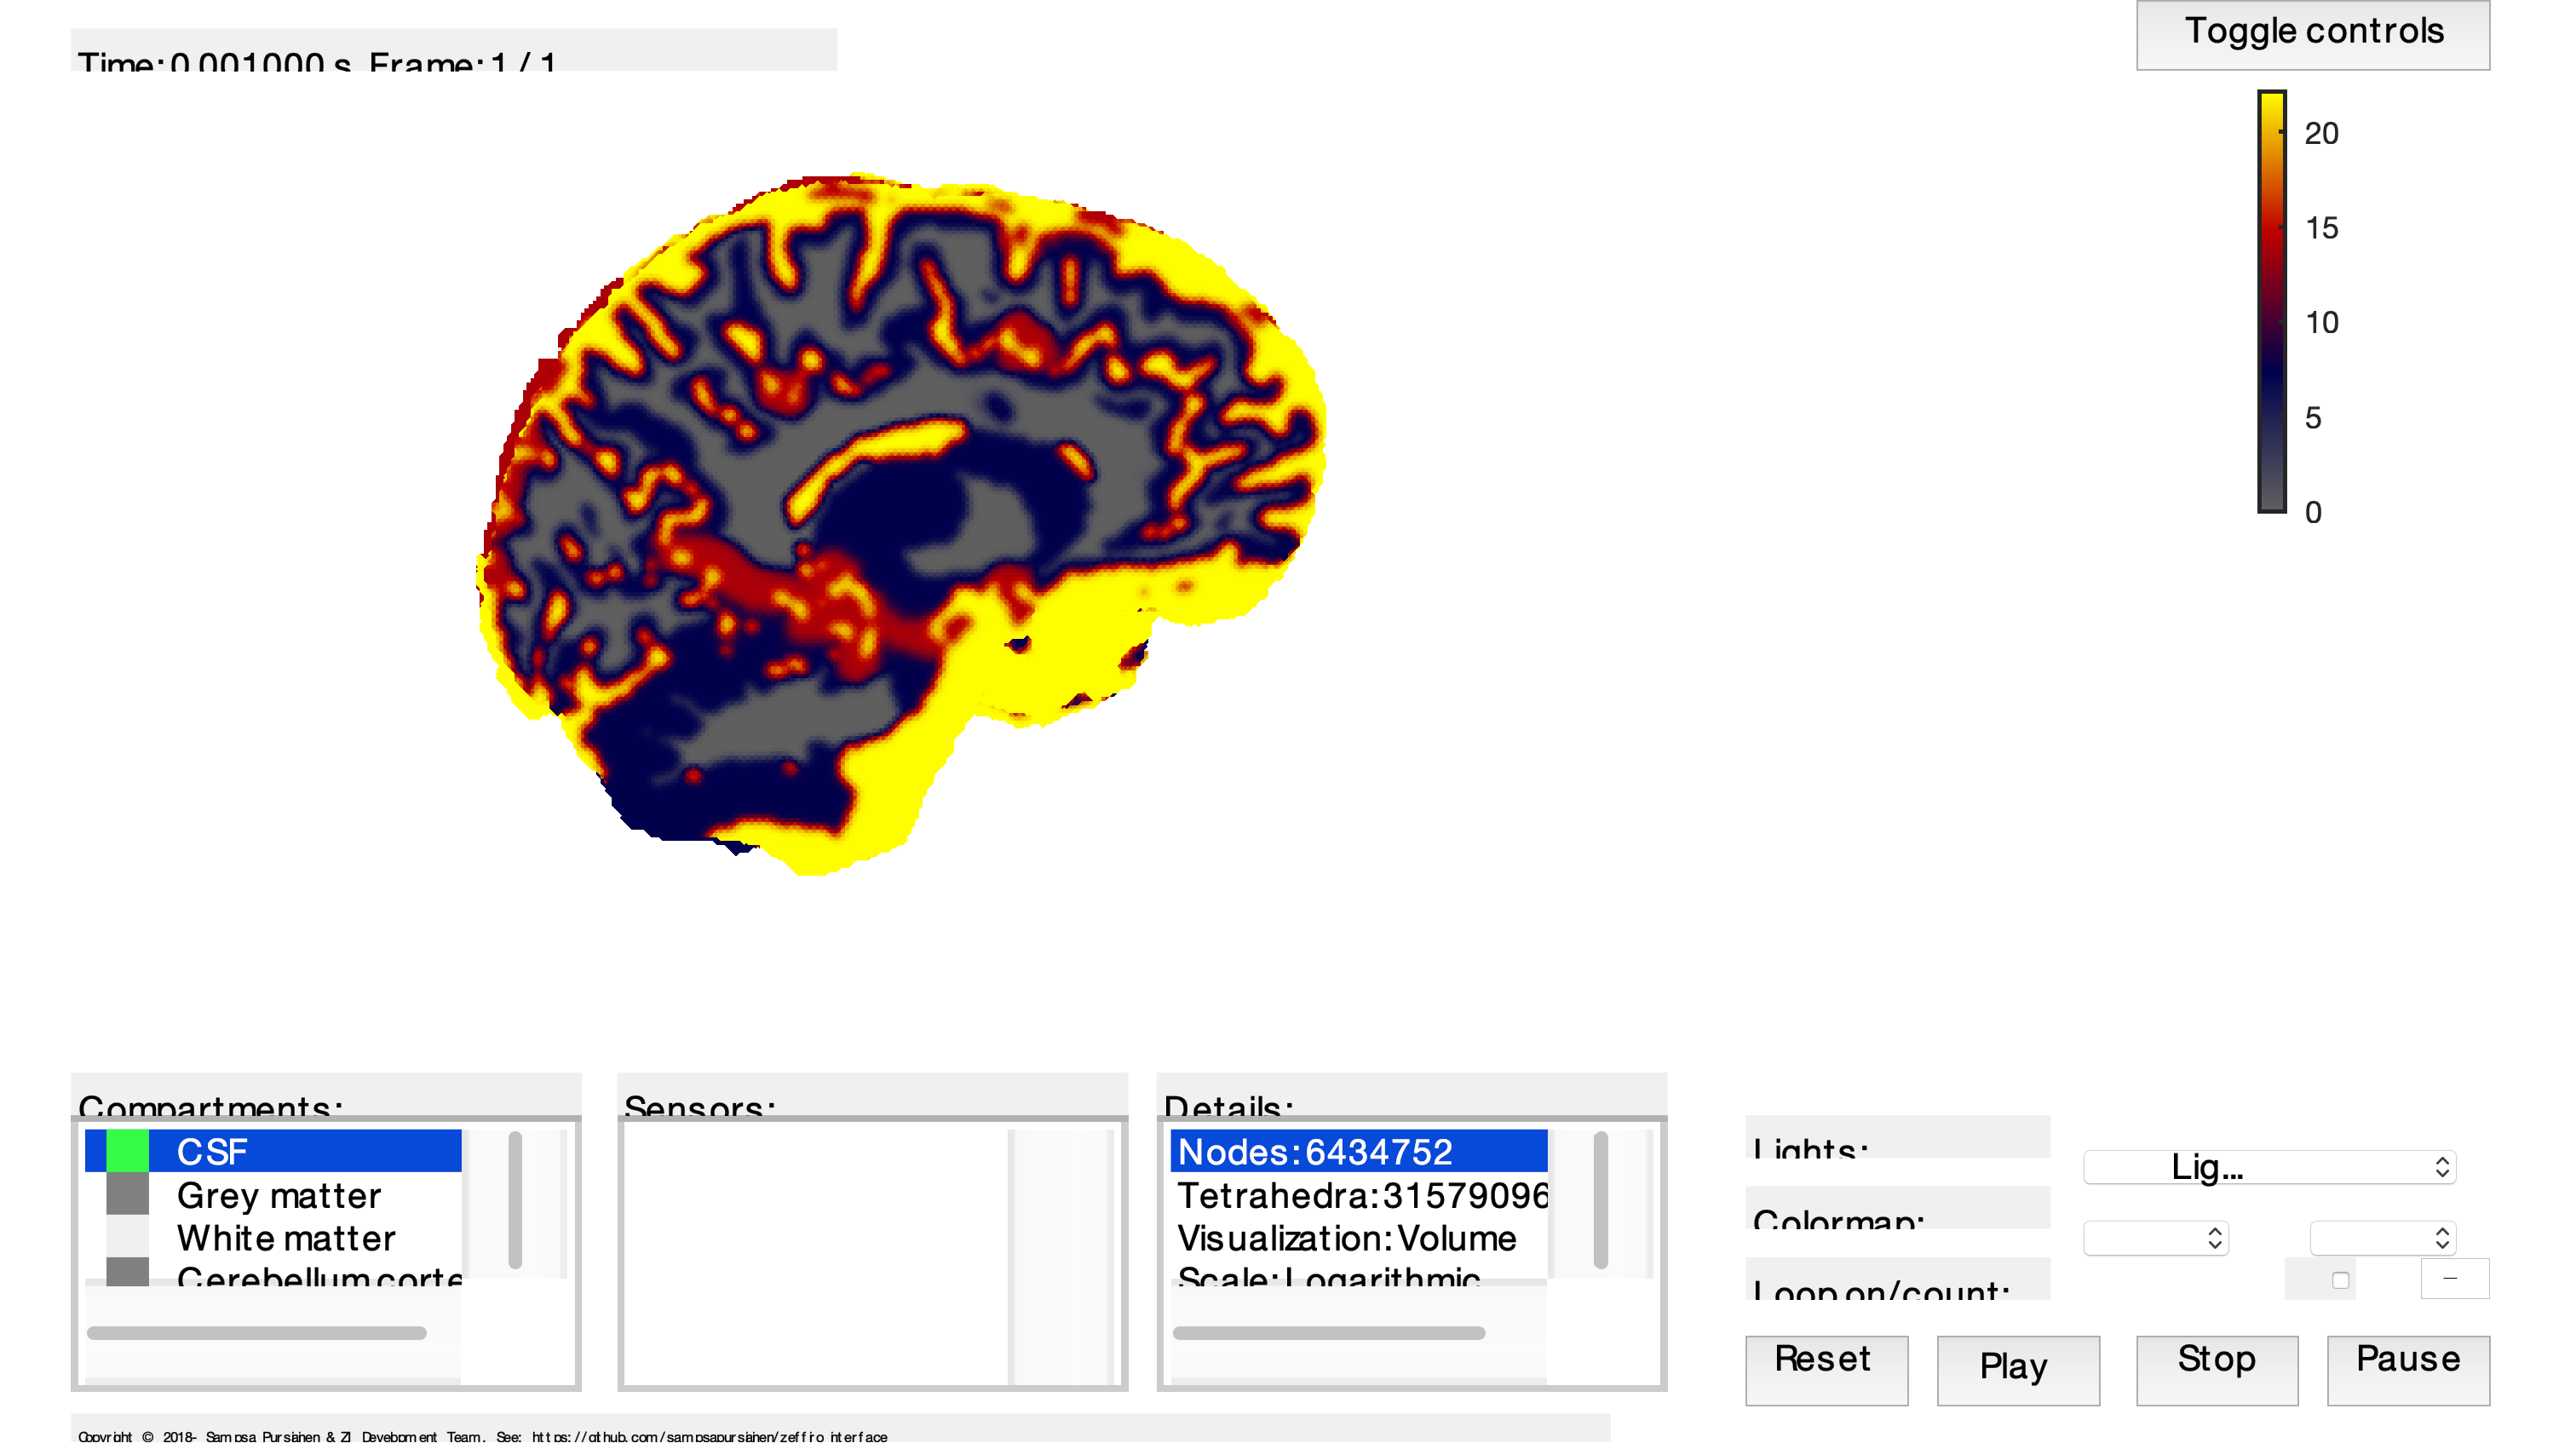 Toggle controls
Time: 0.001000 s Frame: 1 / 1
20
15
10
5
0
Compartments:
CSF
Grey matter
White matter
Cerebellum corte
Sensors:
Details:
Nodes: 6434752
Tetrahedra: 31579096
Visualization: Volume
Scale: Logarithmic
Lights:
Lig...
Colormap:
Loop on/count:
Reset
Play
Stop
Pause
Copyright © 2018- Sampsa Pursiainen & ZI Development Team. See: https://github.com/sampsapursiainen/zeffiro_interface